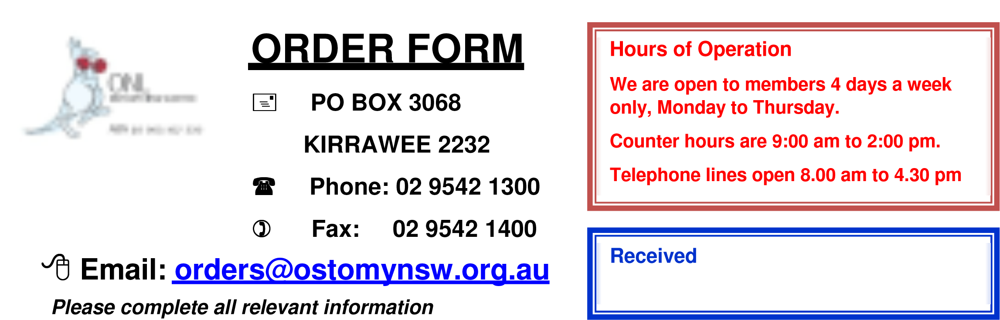 ORDER FORM
PO BOX 3068
KIRRAWEE 2232
Phone: 02 9542 1300
Fax: 02 9542 1400
Email: orders@ostomynsw.org.au
Please complete all relevant information
Hours of Operation
We are open to members 4 days a week
only, Monday to Thursday.
Counter hours are 9:00 am to 2:00 pm.
Telephone lines open 8.00 am to 4.30 pm
Received